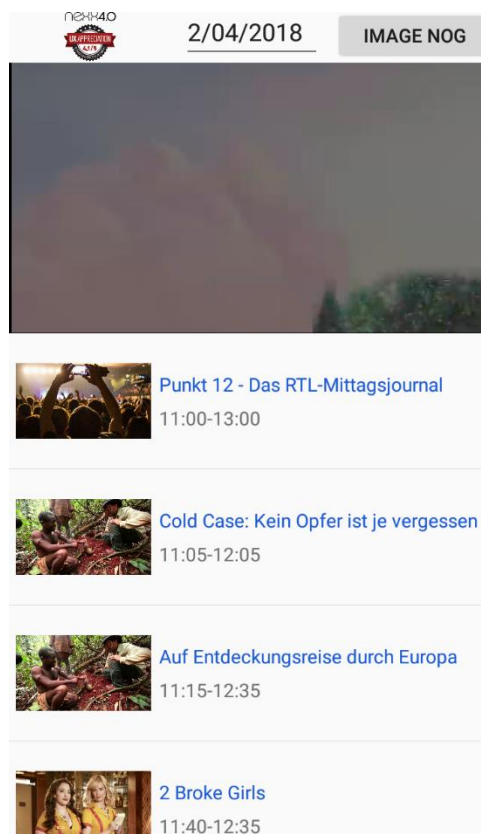 nexx4.0
UX APPRECIATION
2/04/2018
IMAGE NOG
Punkt 12 - Das RTL-Mittagsjournal
11:00-13:00
Cold Case: Kein Opfer ist je vergessen
11:05-12:05
Auf Entdeckungsreise durch Europa
11:15-12:35
2 Broke Girls
11:40-12:35